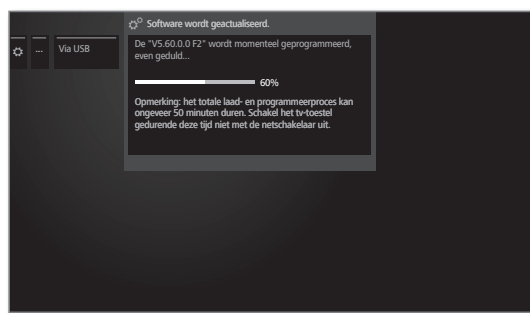 Software wordt geactualiseerd.
... Via USB
De "V5.60.0.0 F2" wordt momenteel geprogrammeerd,
even geduld...
60%
Opmerking: het totale laad- en programmeerproces kan
ongeveer 50 minuten duren. Schakel het tv-toestel
gedurende deze tijd niet met de netschakelaar uit.